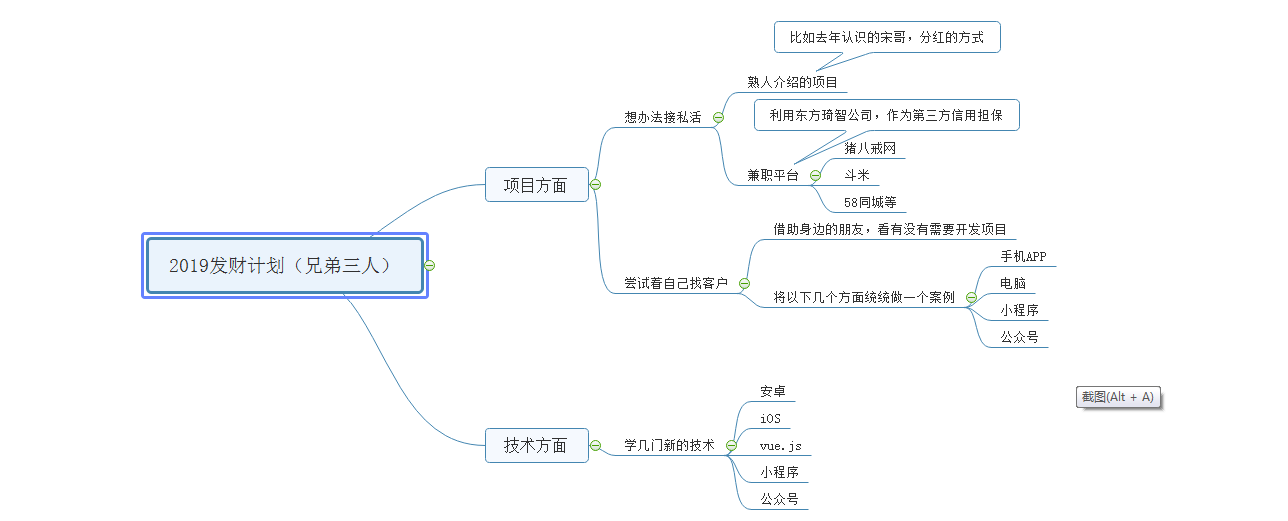 比如去年认识的宋哥，分红的方式
熟人介绍的项目
利用东方琦智公司，作为第三方信用担保
想办法接私活
猪八戒网
兼职平台
斗米
项目方面
58同城等
借助身边的朋友，看有没有需要开发项目
手机APP
2019发财计划（兄弟三人）
尝试着自己找客户
电脑
将以下几个方面统统做一个案例
小程序
公众号
安卓
截图(Alt + A)
iOS
技术方面
学几门新的技术
vue.js
小程序
公众号